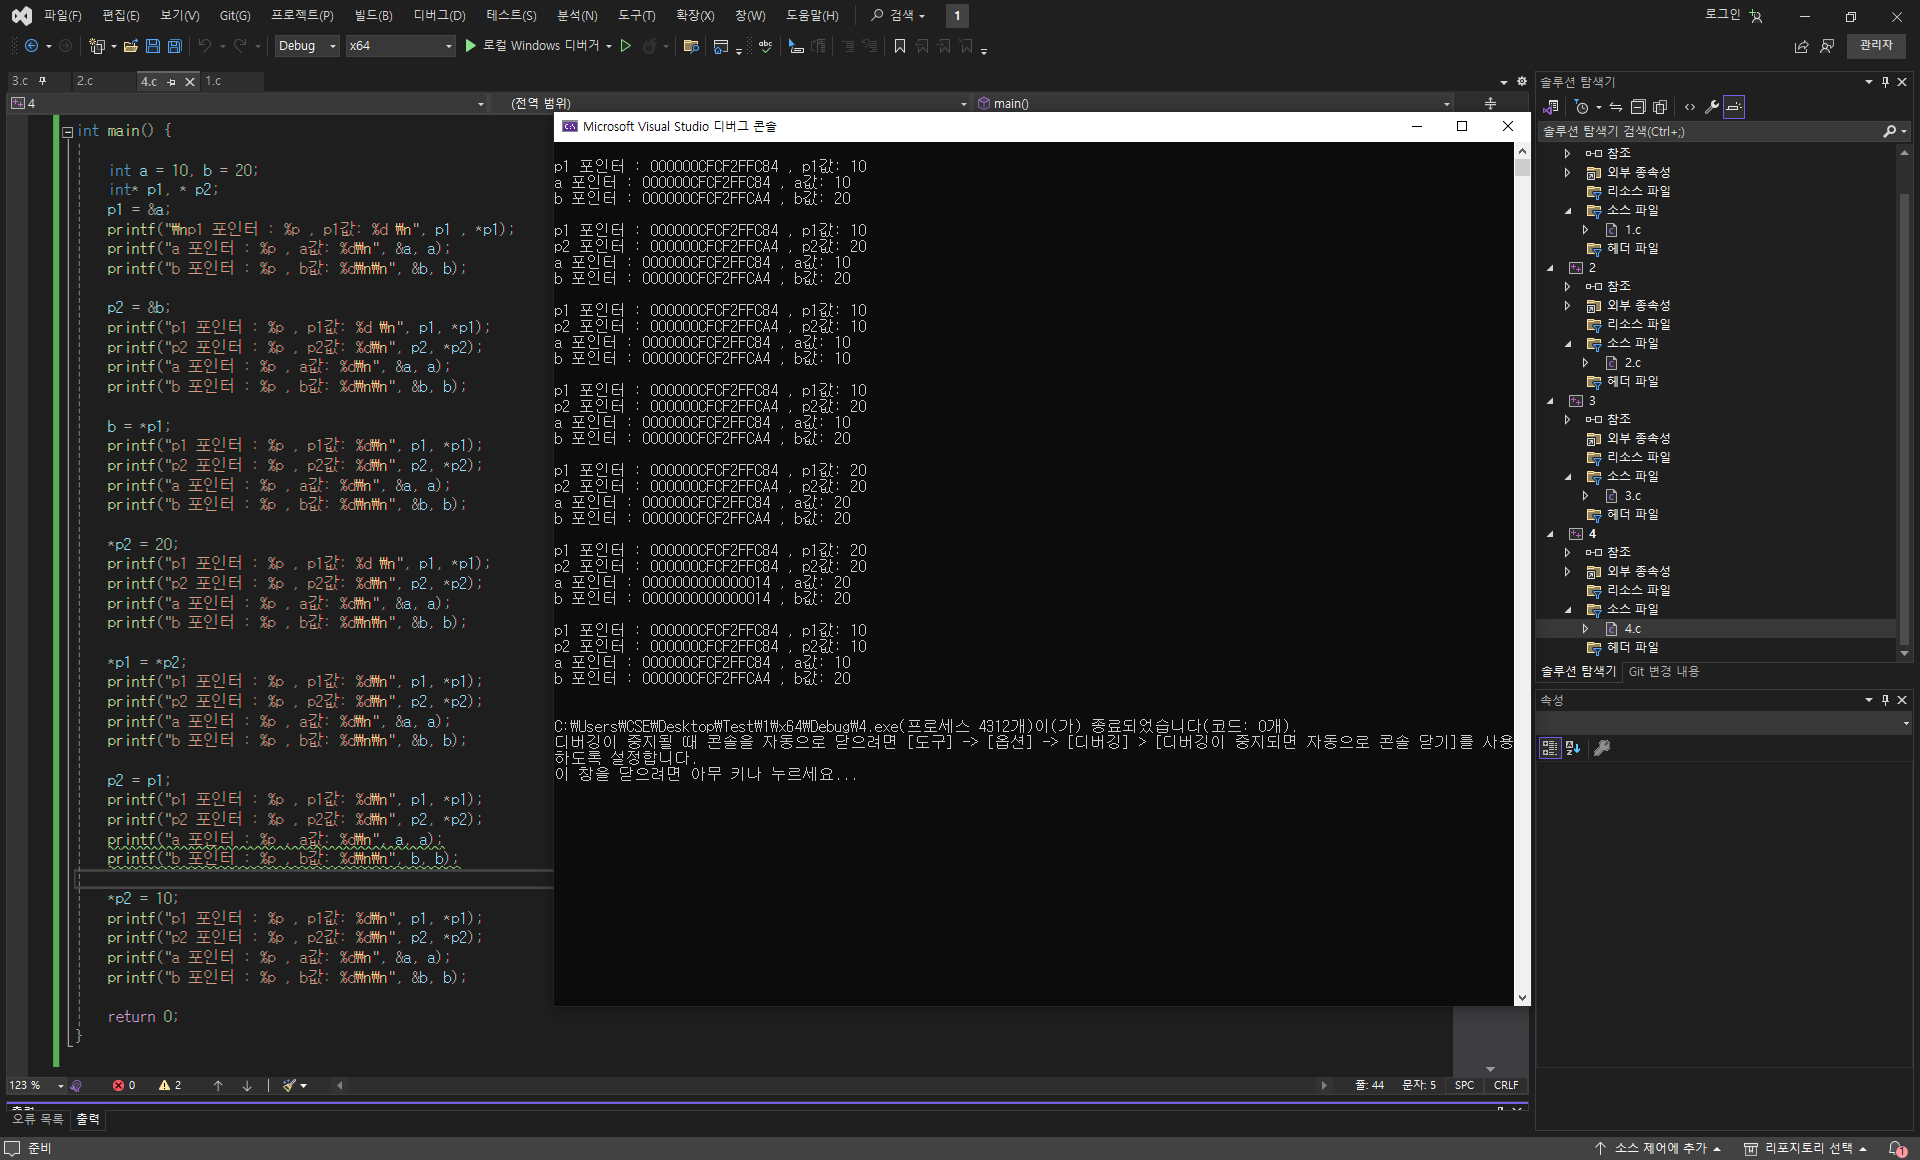 파일(F) 편집(E) 보기(V) Git(G) 프로젝트(P) 빌드(B) 디버그(D) 테스트(S) 분석(N) 도구(T) 확장(X) 창(W) 도움말(H) 검색 1 로그인
Debug x64 로컬 Windows 디버거 관리자
3.c 2.c 4.c 1.c
4 (전역 범위) main()
int main() {
int a = 10, b = 20;
int* p1, * p2;
p1 = &a;
printf("₩np1 포인터 : %p , p1값: %d ₩n", p1 , *p1);
printf("a 포인터 : %p , a값: %d₩n", &a, a);
printf("b 포인터 : %p , b값: %d₩n₩n", &b, b);
p2 = &b;
printf("p1 포인터 : %p , p1값: %d ₩n", p1, *p1);
printf("p2 포인터 : %p , p2값: %d₩n", p2, *p2);
printf("a 포인터 : %p , a값: %d₩n", &a, a);
printf("b 포인터 : %p , b값: %d₩n₩n", &b, b);
b = *p1;
printf("p1 포인터 : %p , p1값: %d₩n", p1, *p1);
printf("p2 포인터 : %p , p2값: %d₩n", p2, *p2);
printf("a 포인터 : %p , a값: %d₩n", &a, a);
printf("b 포인터 : %p , b값: %d₩n₩n", &b, b);
*p2 = 20;
printf("p1 포인터 : %p , p1값: %d ₩n", p1, *p1);
printf("p2 포인터 : %p , p2값: %d₩n", p2, *p2);
printf("a 포인터 : %p , a값: %d₩n", &a, a);
printf("b 포인터 : %p , b값: %d₩n₩n", &b, b);
*p1 = *p2;
printf("p1 포인터 : %p , p1값: %d₩n", p1, *p1);
printf("p2 포인터 : %p , p2값: %d₩n", p2, *p2);
printf("a 포인터 : %p , a값: %d₩n", &a, a);
printf("b 포인터 : %p , b값: %d₩n₩n", &b, b);
p2 = p1;
printf("p1 포인터 : %p , p1값: %d₩n", p1, *p1);
printf("p2 포인터 : %p , p2값: %d₩n", p2, *p2);
printf("a 포인터 : %p , a값: %d₩n", a, a);
printf("b 포인터 : %p , b값: %d₩n₩n", b, b);
*p2 = 10;
printf("p1 포인터 : %p , p1값: %d₩n", p1, *p1);
printf("p2 포인터 : %p , p2값: %d₩n", p2, *p2);
printf("a 포인터 : %p , a값: %d₩n", &a, a);
printf("b 포인터 : %p , b값: %d₩n₩n", &b, b);
return 0;
}
Microsoft Visual Studio 디버그 콘솔
p1 포인터 : 000000CFCF2FFC84 , p1값: 10
a 포인터 : 000000CFCF2FFC84 , a값: 10
b 포인터 : 000000CFCF2FFCA4 , b값: 20
p1 포인터 : 000000CFCF2FFC84 , p1값: 10
p2 포인터 : 000000CFCF2FFCA4 , p2값: 20
a 포인터 : 000000CFCF2FFC84 , a값: 10
b 포인터 : 000000CFCF2FFCA4 , b값: 20
p1 포인터 : 000000CFCF2FFC84 , p1값: 10
p2 포인터 : 000000CFCF2FFCA4 , p2값: 10
a 포인터 : 000000CFCF2FFC84 , a값: 10
b 포인터 : 000000CFCF2FFCA4 , b값: 10
p1 포인터 : 000000CFCF2FFC84 , p1값: 10
p2 포인터 : 000000CFCF2FFCA4 , p2값: 20
a 포인터 : 000000CFCF2FFC84 , a값: 10
b 포인터 : 000000CFCF2FFCA4 , b값: 20
p1 포인터 : 000000CFCF2FFC84 , p1값: 20
p2 포인터 : 000000CFCF2FFCA4 , p2값: 20
a 포인터 : 000000CFCF2FFC84 , a값: 20
b 포인터 : 000000CFCF2FFCA4 , b값: 20
p1 포인터 : 000000CFCF2FFC84 , p1값: 20
p2 포인터 : 000000CFCF2FFC84 , p2값: 20
a 포인터 : 0000000000000014 , a값: 20
b 포인터 : 0000000000000014 , b값: 20
p1 포인터 : 000000CFCF2FFC84 , p1값: 10
p2 포인터 : 000000CFCF2FFC84 , p2값: 10
a 포인터 : 000000CFCF2FFC84 , a값: 10
b 포인터 : 000000CFCF2FFCA4 , b값: 20
C:₩Users₩CSE₩Desktop₩Test₩1₩x64₩Debug₩4.exe(프로세스 4312개)이(가) 종료되었습니다(코드: 0개).
디버깅이 중지될 때 콘솔을 자동으로 닫으려면 [도구] -> [옵션] -> [디버깅] > [디버깅이 중지되면 자동으로 콘솔 닫기]를 사용
하도록 설정합니다.
이 창을 닫으려면 아무 키나 누르세요...
솔루션 탐색기
솔루션 탐색기 검색(Ctrl+;)
참조
외부 종속성
리소스 파일
소스 파일
1.c
헤더 파일
2
참조
외부 종속성
리소스 파일
소스 파일
2.c
헤더 파일
3
참조
외부 종속성
리소스 파일
소스 파일
3.c
헤더 파일
4
참조
외부 종속성
리소스 파일
소스 파일
4.c
헤더 파일
솔루션 탐색기 Git 변경 내용
속성
123 % 0 2 줄: 44 문자: 5 SPC CRLF
오류 목록 출력
준비 소스 제어에 추가 리포지토리 선택 1